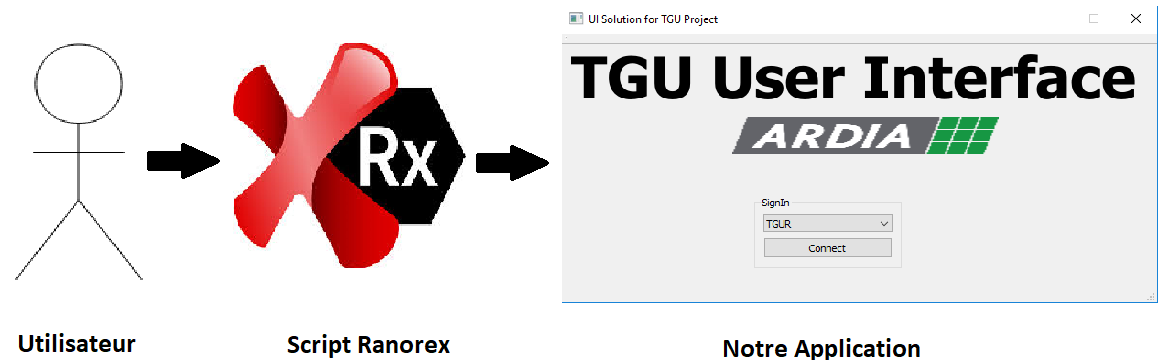 UI Solution for TGU Project
TGU User Interface
ARDIA
Rx
SignIn
TGUR
Connect
Utilisateur
Script Ranorex
Notre Application